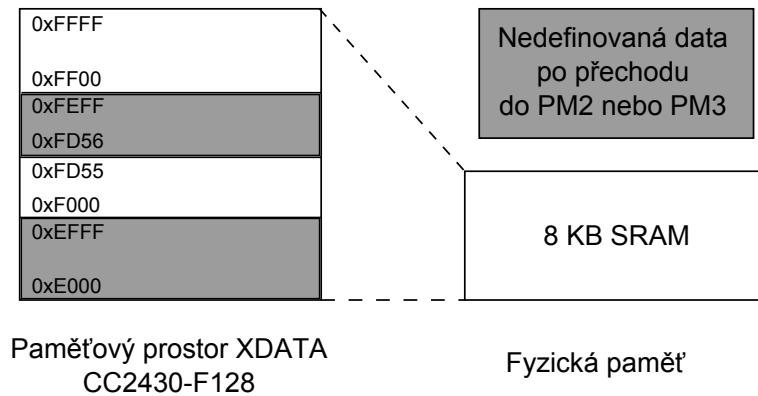 0xFFFF
0xFF00
0xFEFF
0xFD56
0xFD55
0xF000
0xEFFF
0xE000
Paměťový prostor XDATA
CC2430-F128
Nedefinovaná data
po přechodu
do PM2 nebo PM3
8 KB SRAM
Fyzická paměť